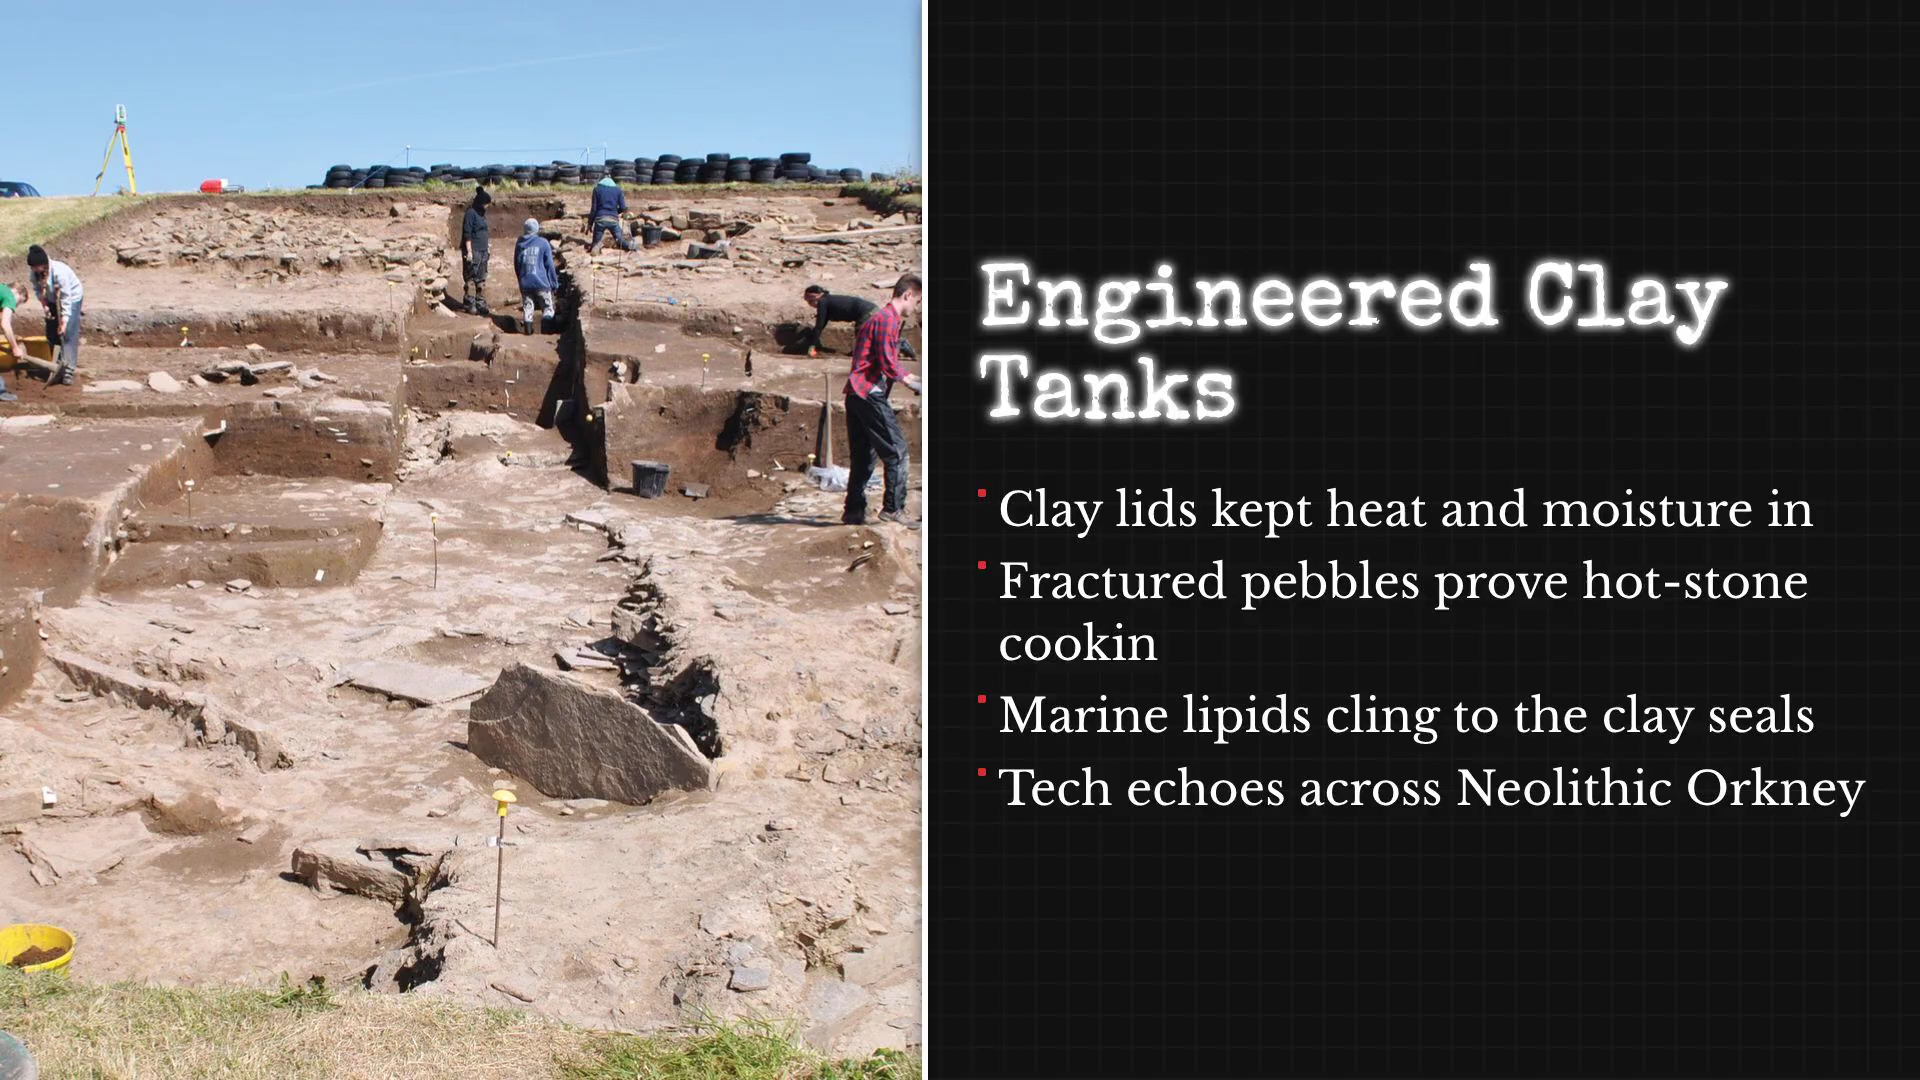 Engineered Clay
Tanks
Clay lids kept heat and moisture in
Fractured pebbles prove hot-stone
cookin
Marine lipids cling to the clay seals
Tech echoes across Neolithic Orkney